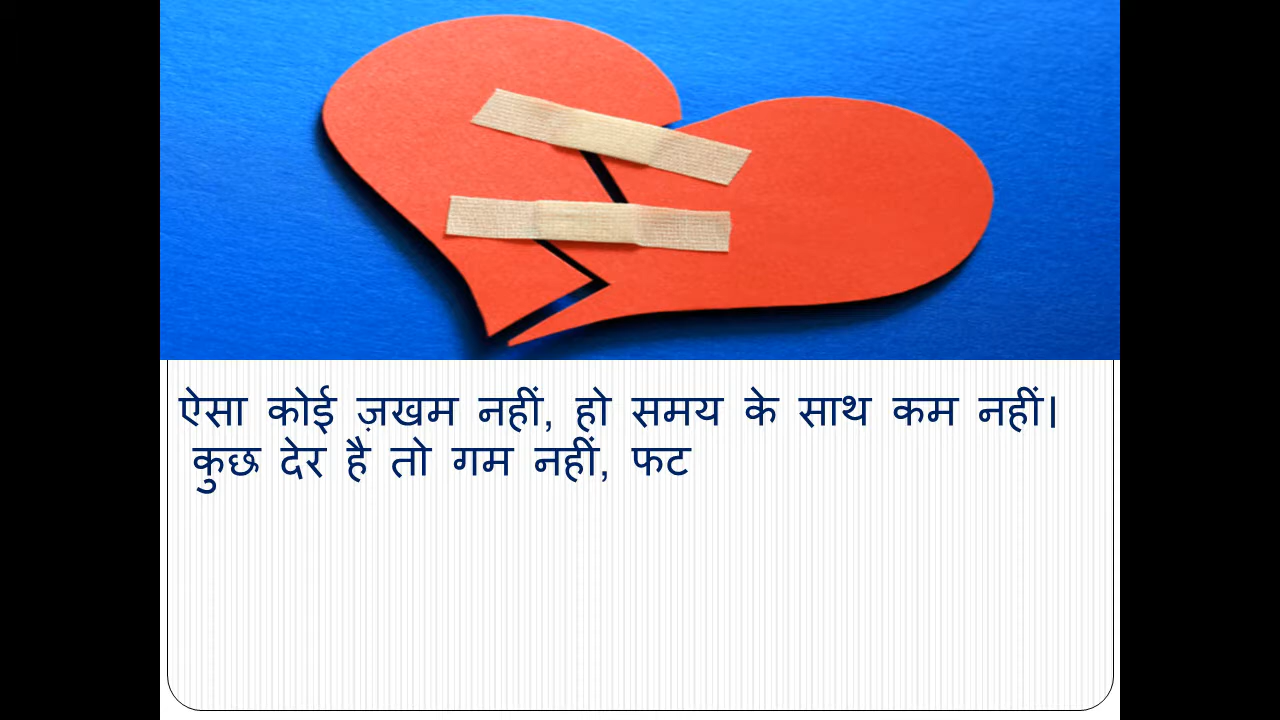 ऐसा कोई ज़खम नहीं, हो समय के साथ कम नहीं।
कुछ देर है तो गम नहीं, फट